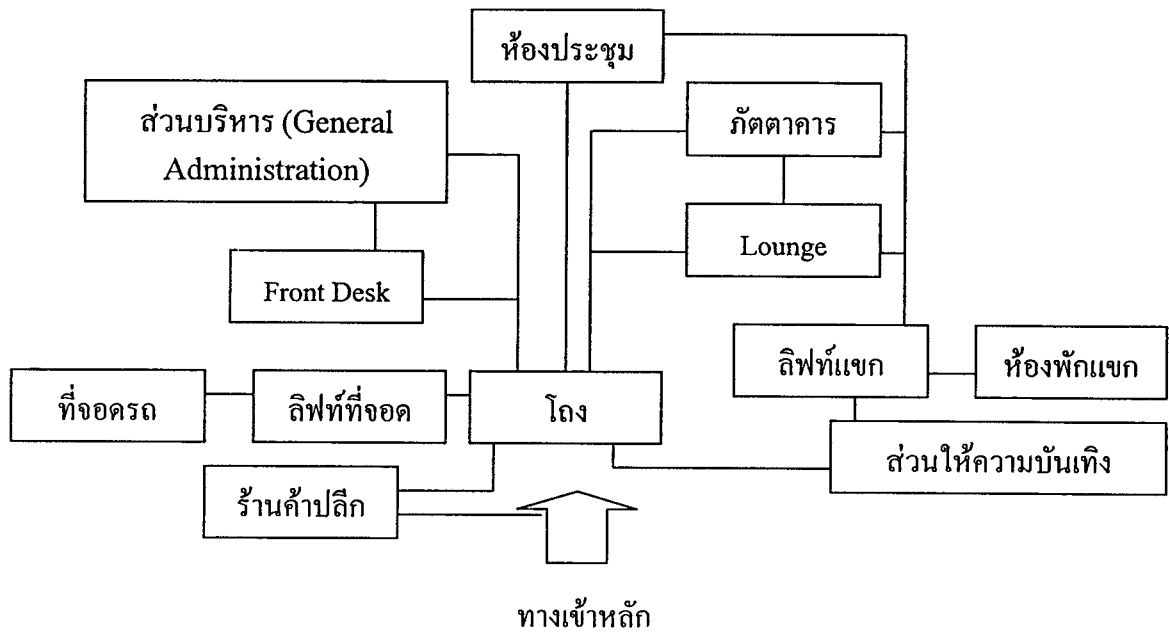 ห้องประชุม
ส่วนบริหาร (General
Administration)
ภัตตาคาร
Lounge
Front Desk
ลิฟท์แขก
ห้องพักแขก
ที่จอดรถ
ลิฟท์ที่จอด
โถง
ส่วนให้ความบันเทิง
ร้านค้าปลีก
ทางเข้าหลัก